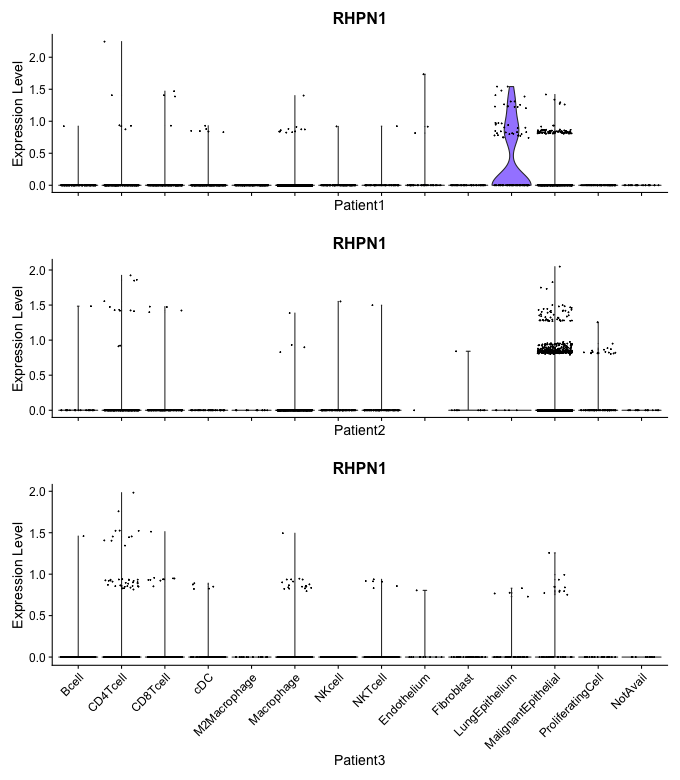 RHPN1
Expression Level
2.0
1.5
1.0
0.5
0.0
Patient1
RHPN1
Expression Level
2.0
1.5
1.0
0.5
0.0
Patient2
RHPN1
Expression Level
2.0
1.5
1.0
0.5
0.0
Bcell
CD4Tcell
CD8Tcell
cDC
M2Macrophage
Macrophage
NKcell
NKTcell
Endothelium
Fibroblast
LungEpithelium
MalignantEpithelial
ProliferatingCell
NotAvail
Patient3